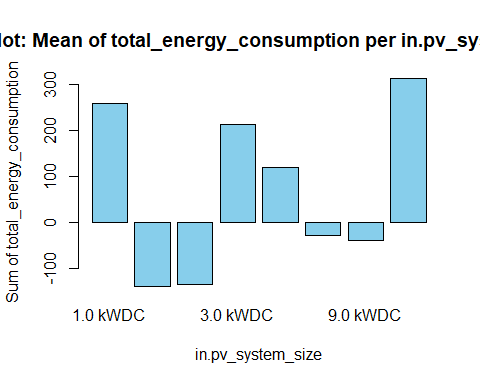 lot: Mean of total_energy_consumption per in.pv_sy
Sum of total_energy_consumption
300
200
100
0
-100
1.0 kWDC 3.0 kWDC 9.0 kWDC
in.pv_system_size